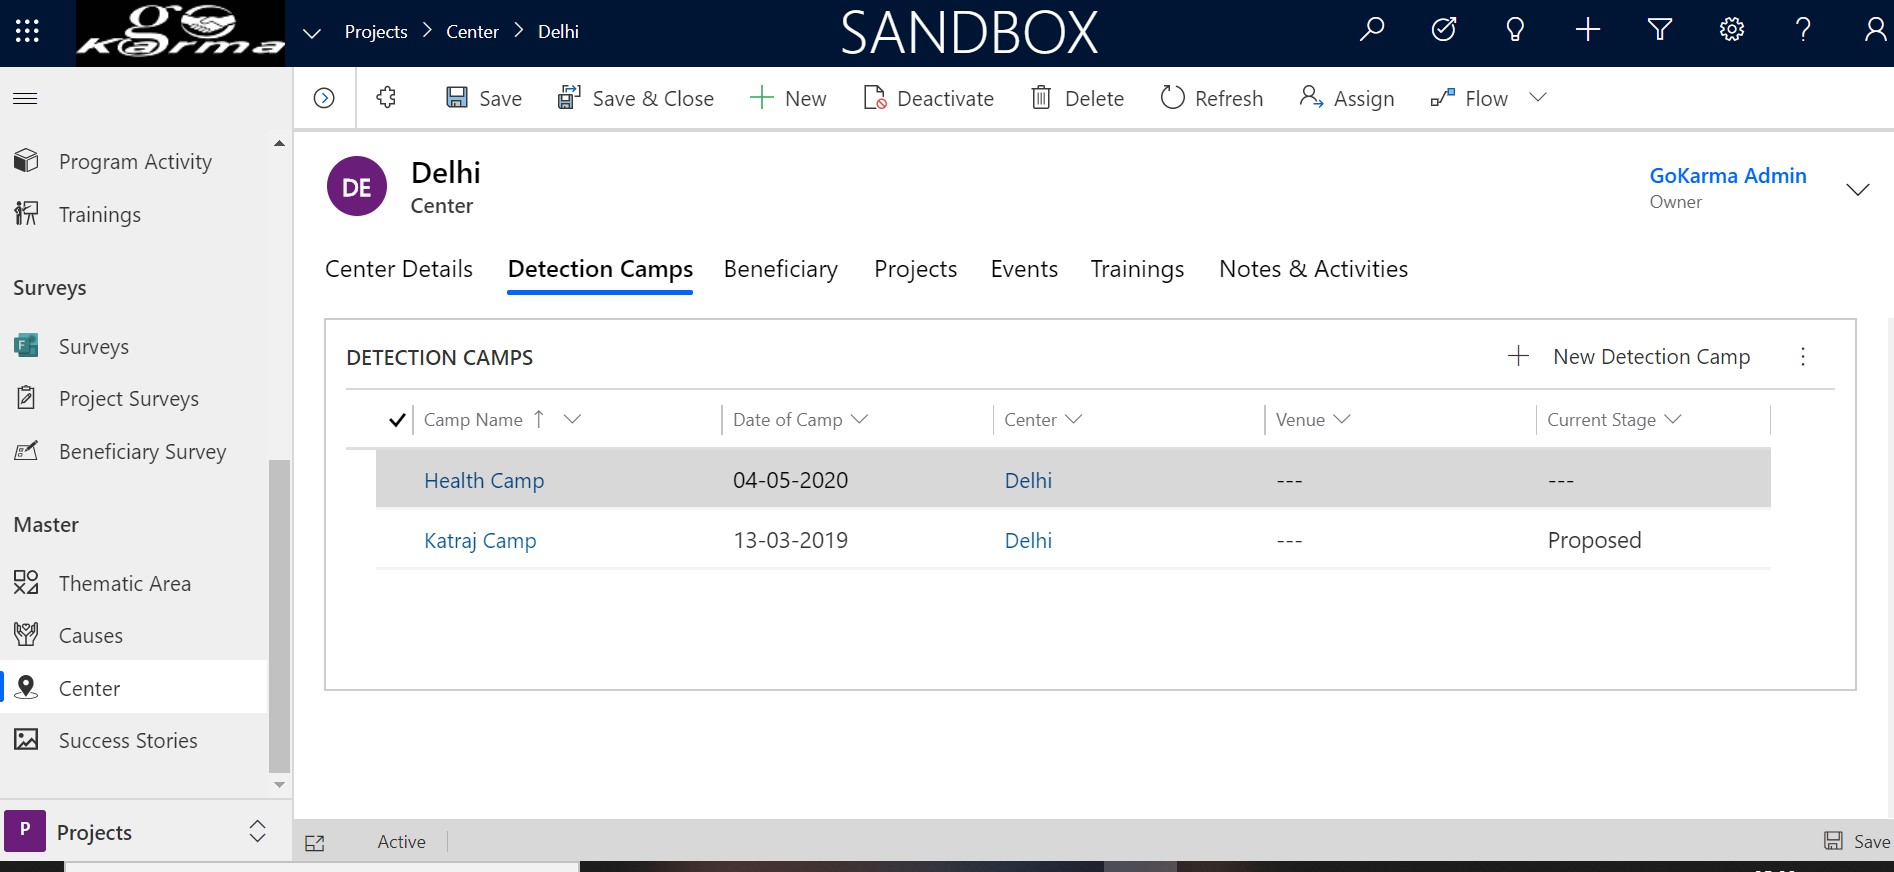 go
karma
Projects > Center > Delhi
SANDBOX
Save
Save & Close
New
Deactivate
Delete
Refresh
Assign
Flow
Program Activity
Trainings
Surveys
Surveys
Project Surveys
Beneficiary Survey
Master
Thematic Area
Causes
Center
Success Stories
P Projects
DE
Delhi
Center
GoKarma Admin
Owner
Center Details Detection Camps Beneficiary Projects Events Trainings Notes & Activities
DETECTION CAMPS
New Detection Camp
Camp Name Date of Camp Center Venue Current Stage
Health Camp 04-05-2020 Delhi --- ---
Katraj Camp 13-03-2019 Delhi --- Proposed
Active
Save